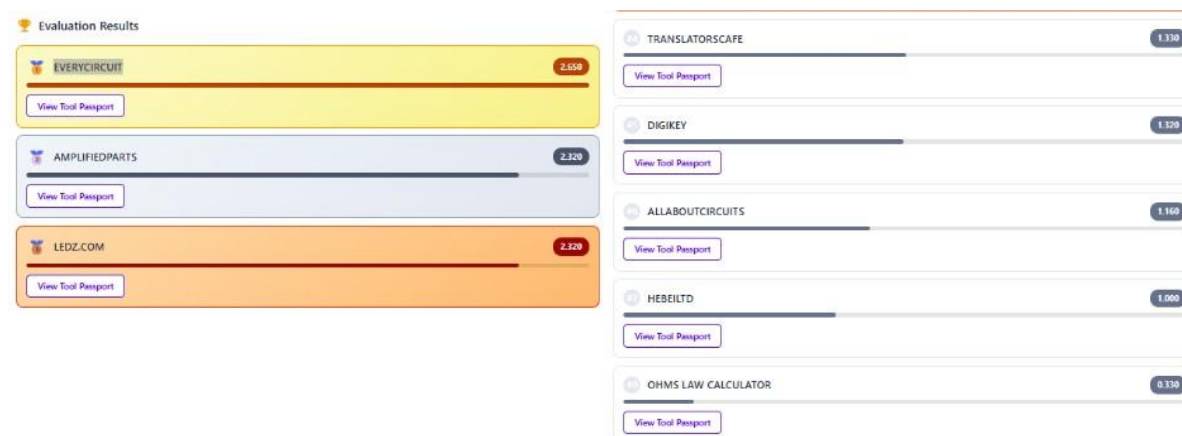 Evaluation Results
EVERYCIRCUIT 2.650
View Tool Passport
AMPLIFIEDPARTS 2.320
View Tool Passport
LEDZ.COM 2.320
View Tool Passport
TRANSLATORSCAFE 1.330
View Tool Passport
DIGIKEY 1.320
View Tool Passport
ALLABOUTCIRCUITS 1.160
View Tool Passport
HEBEILTD 1.000
View Tool Passport
OHMS LAW CALCULATOR 0.330
View Tool Passport